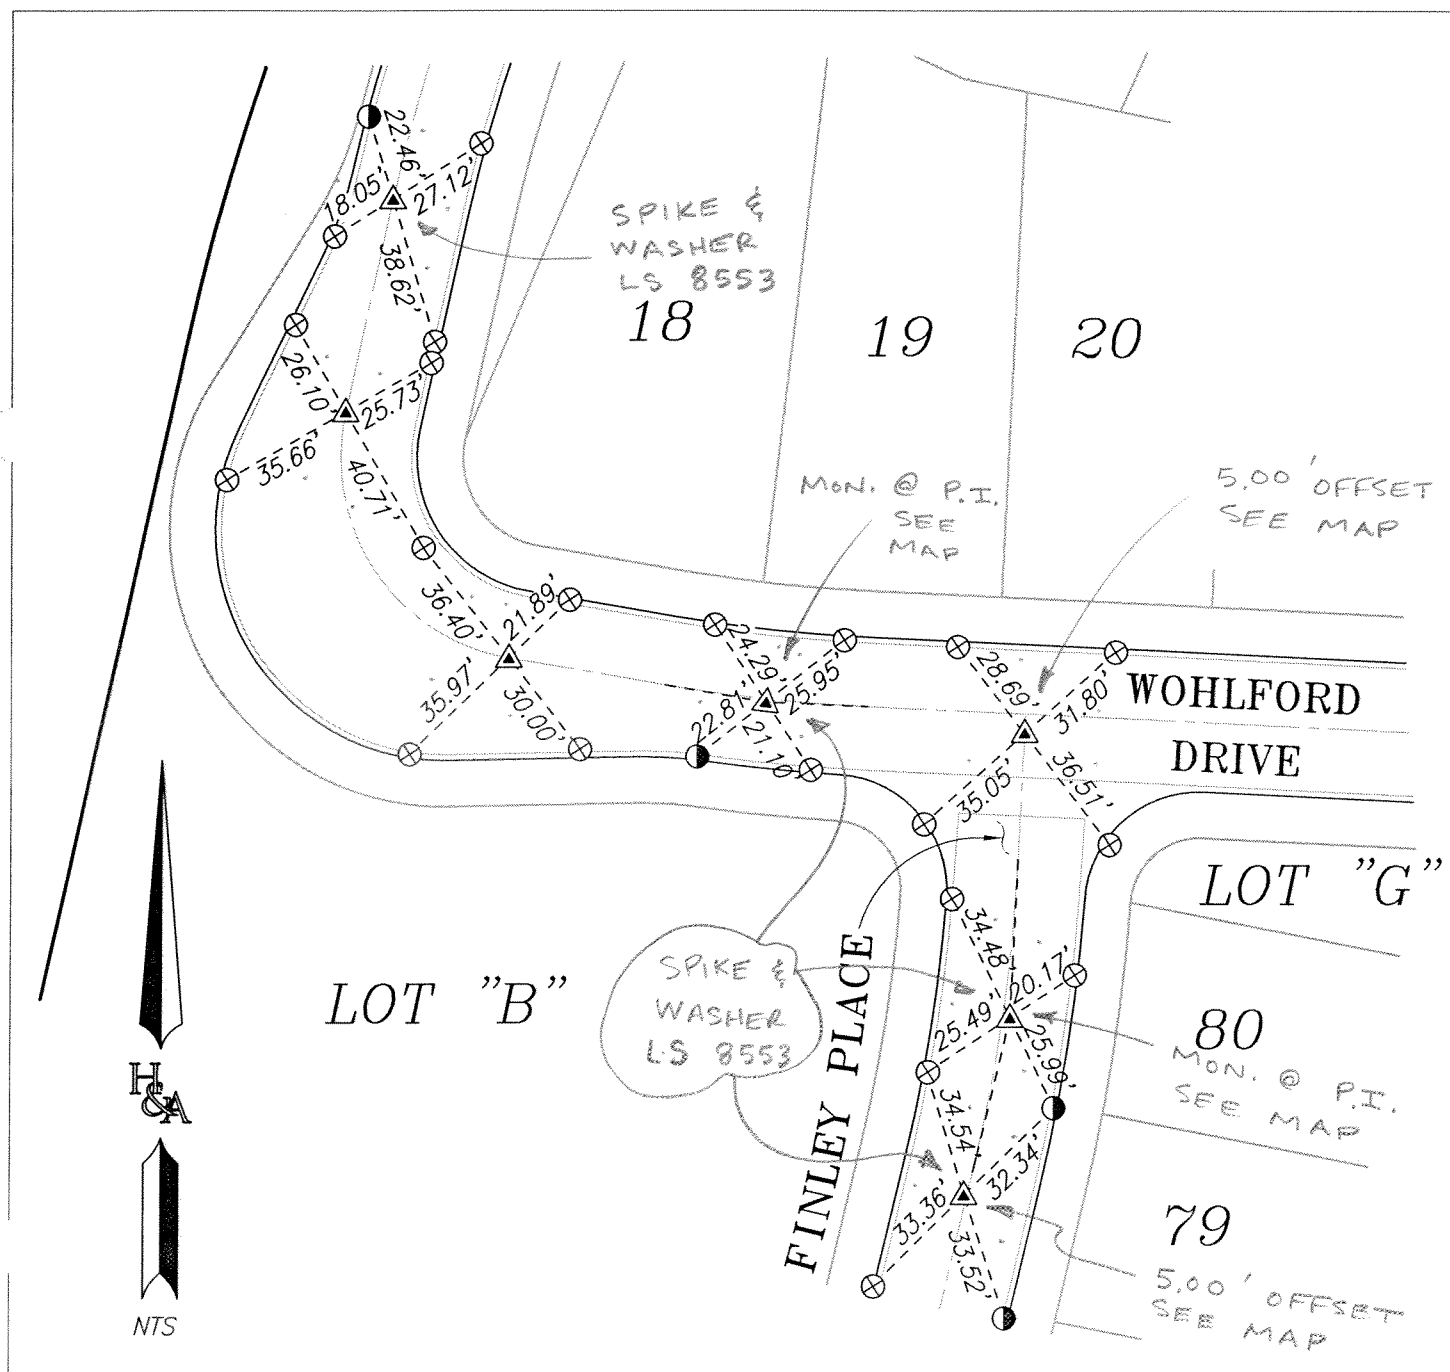 22.46'
18.05'
27.12'
SPIKE &
WASHER
LS 8553
38.62'
18
19
20
26.10'
25.73'
35.66'
40.71'
MON. @ P.I.
SEE
MAP
5.00' OFFSET
SEE MAP
36.40'
21.89'
35.97'
30.00'
24.29'
25.95'
22.81'
21.10'
28.69'
31.80'
WOHLFORD
DRIVE
35.05'
36.51'
LOT "G"
LOT "B"
SPIKE &
WASHER
LS 8553
FINLEY PLACE
34.48'
20.17'
25.49'
25.99'
80
MON. @ P.I.
SEE MAP
34.54'
32.34'
33.36'
33.52'
79
5.00' OFFSET
SEE MAP
H&A
NTS